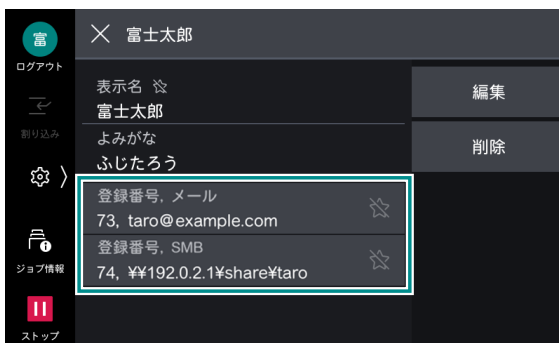 富
ログアウト
割り込み
ジョブ情報
ストップ
富士太郎
表示名
富士太郎
よみがな
ふじたろう
登録番号, メール
73, taro@example.com
登録番号, SMB
74, ¥¥192.0.2.1¥share¥taro
編集
削除